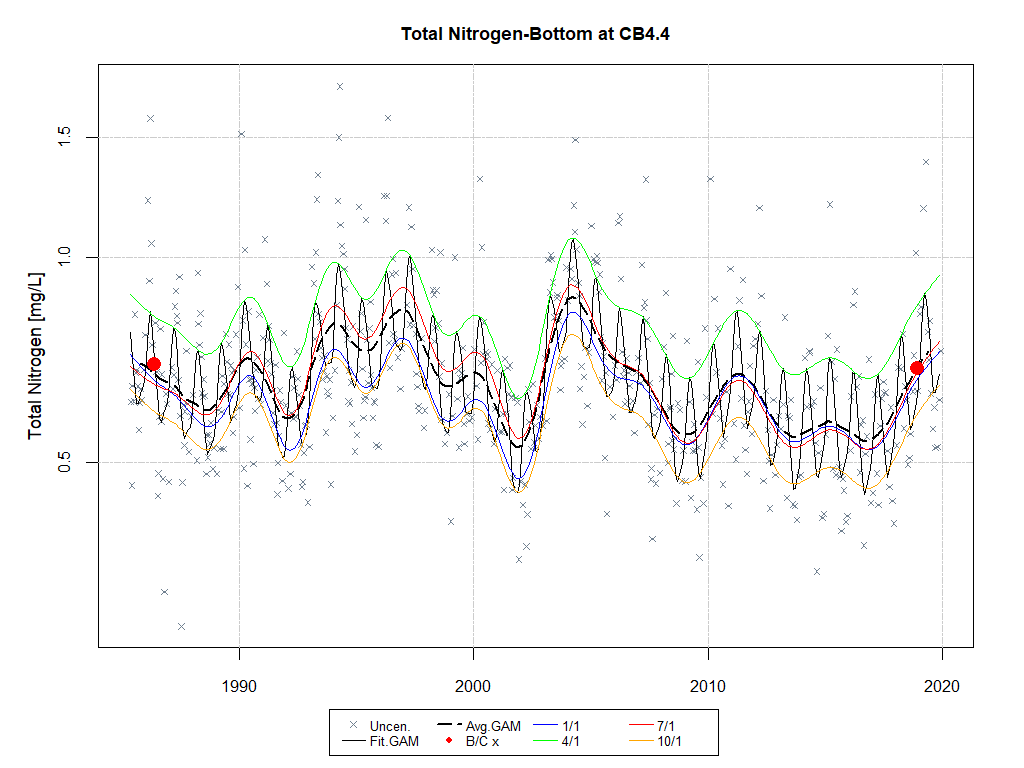 Total Nitrogen-Bottom at CB4.4
Total Nitrogen [mg/L]
1.5
1.0
0.5
1990 2000 2010 2020
Uncen. Avg.GAM 1/1 7/1
Fit.GAM B/C x 4/1 10/1